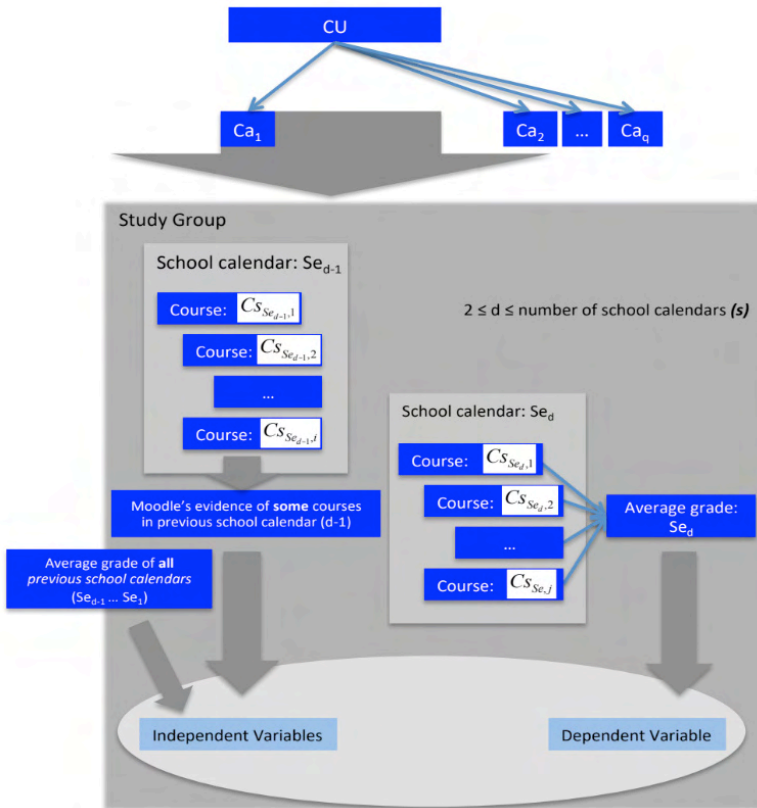 CU
Ca1
Ca2
...
Caq
Study Group
School calendar: Sed-1
Course: CsSed-1,1
Course: CsSed-1,2
...
Course: CsSed-1,i
2 ≤ d ≤ number of school calendars (s)
School calendar: Sed
Course: CsSed,1
Course: CsSed,2
...
Course: CsSe,j
Average grade:
Sed
Moodle's evidence of some courses
in previous school calendar (d-1)
Average grade of all
previous school calendars
(Sed-1 ... Se1)
Independent Variables
Dependent Variable